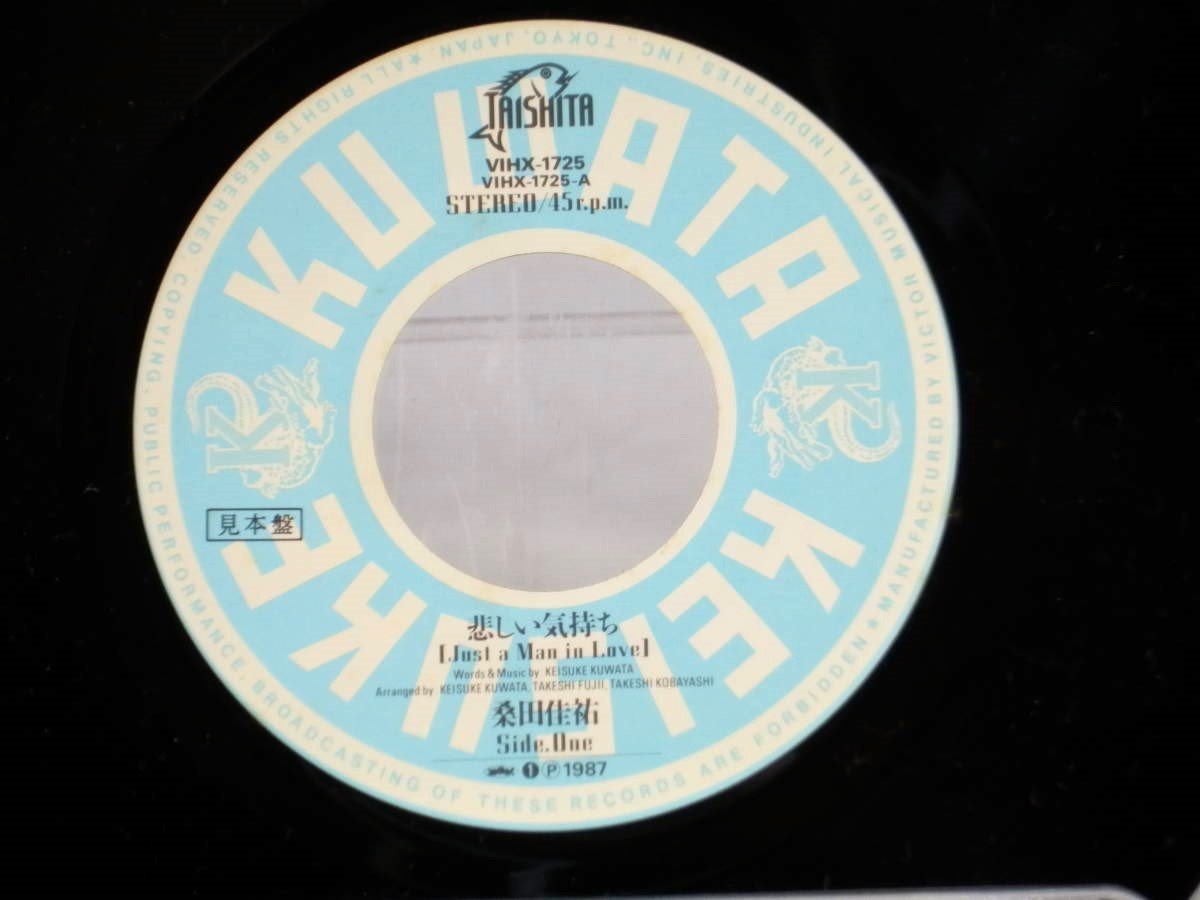 TAISHITA
VIHX-1725
VIHX-1725-A
STEREO/45r.p.m.
KUWATA
KEISUKE
K
K
見本盤
悲しい気持ち
[Just a Man in Love]
Words & Music by: KEISUKE KUWATA
Arranged by: KEISUKE KUWATA, TAKESHI FUJII, TAKESHI KOBAYASHI
桑田佳祐
Side.One
1 Ⓟ1987
★MANUFACTURED BY VICTOR MUSICAL INDUSTRIES, INC., TOKYO, JAPAN.★ALL RIGHTS RESERVED. COPYING, PUBLIC PERFORMANCE, BROADCASTING OF THESE RECORDS ARE FORBIDDEN